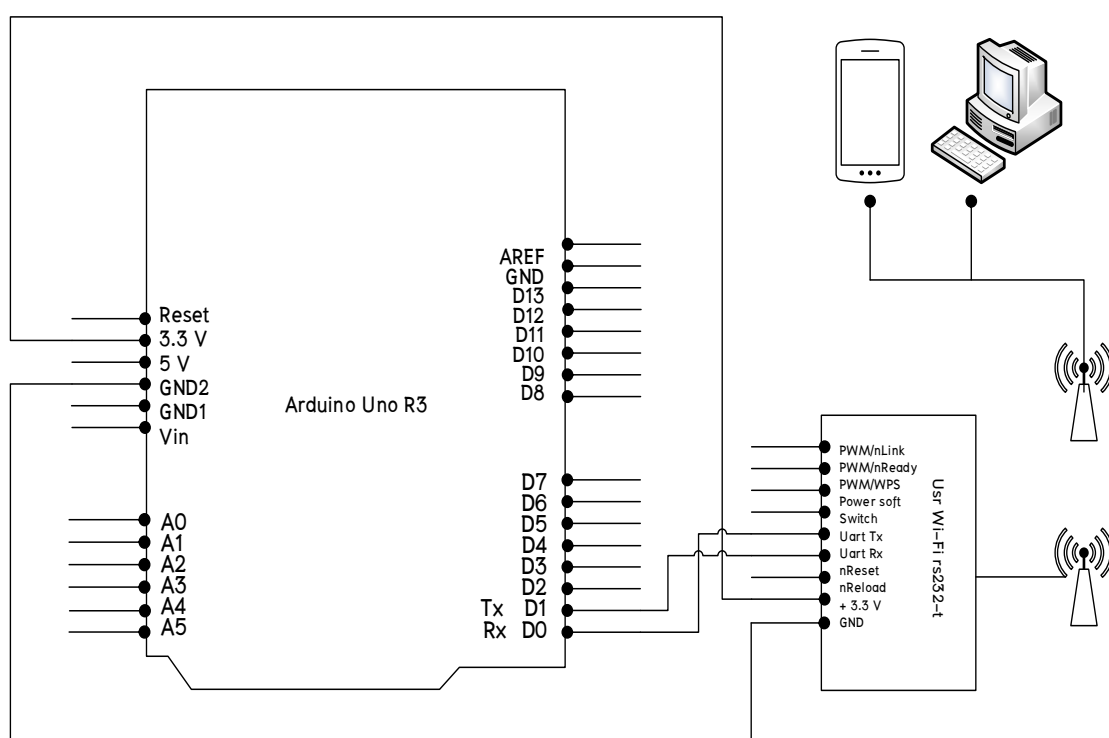 Reset
3.3 V
5 V
GND2
GND1
Vin
A0
A1
A2
A3
A4
A5
Arduino Uno R3
AREF
GND
D13
D12
D11
D10
D9
D8
D7
D6
D5
D4
D3
D2
Tx D1
Rx D0
PWM/nLink
PWM/nReady
PWM/WPS
Power soft
Switch
Uart Tx
Uart Rx
nReset
nReload
+ 3.3 V
GND
Usr Wi-Fi rs232-t